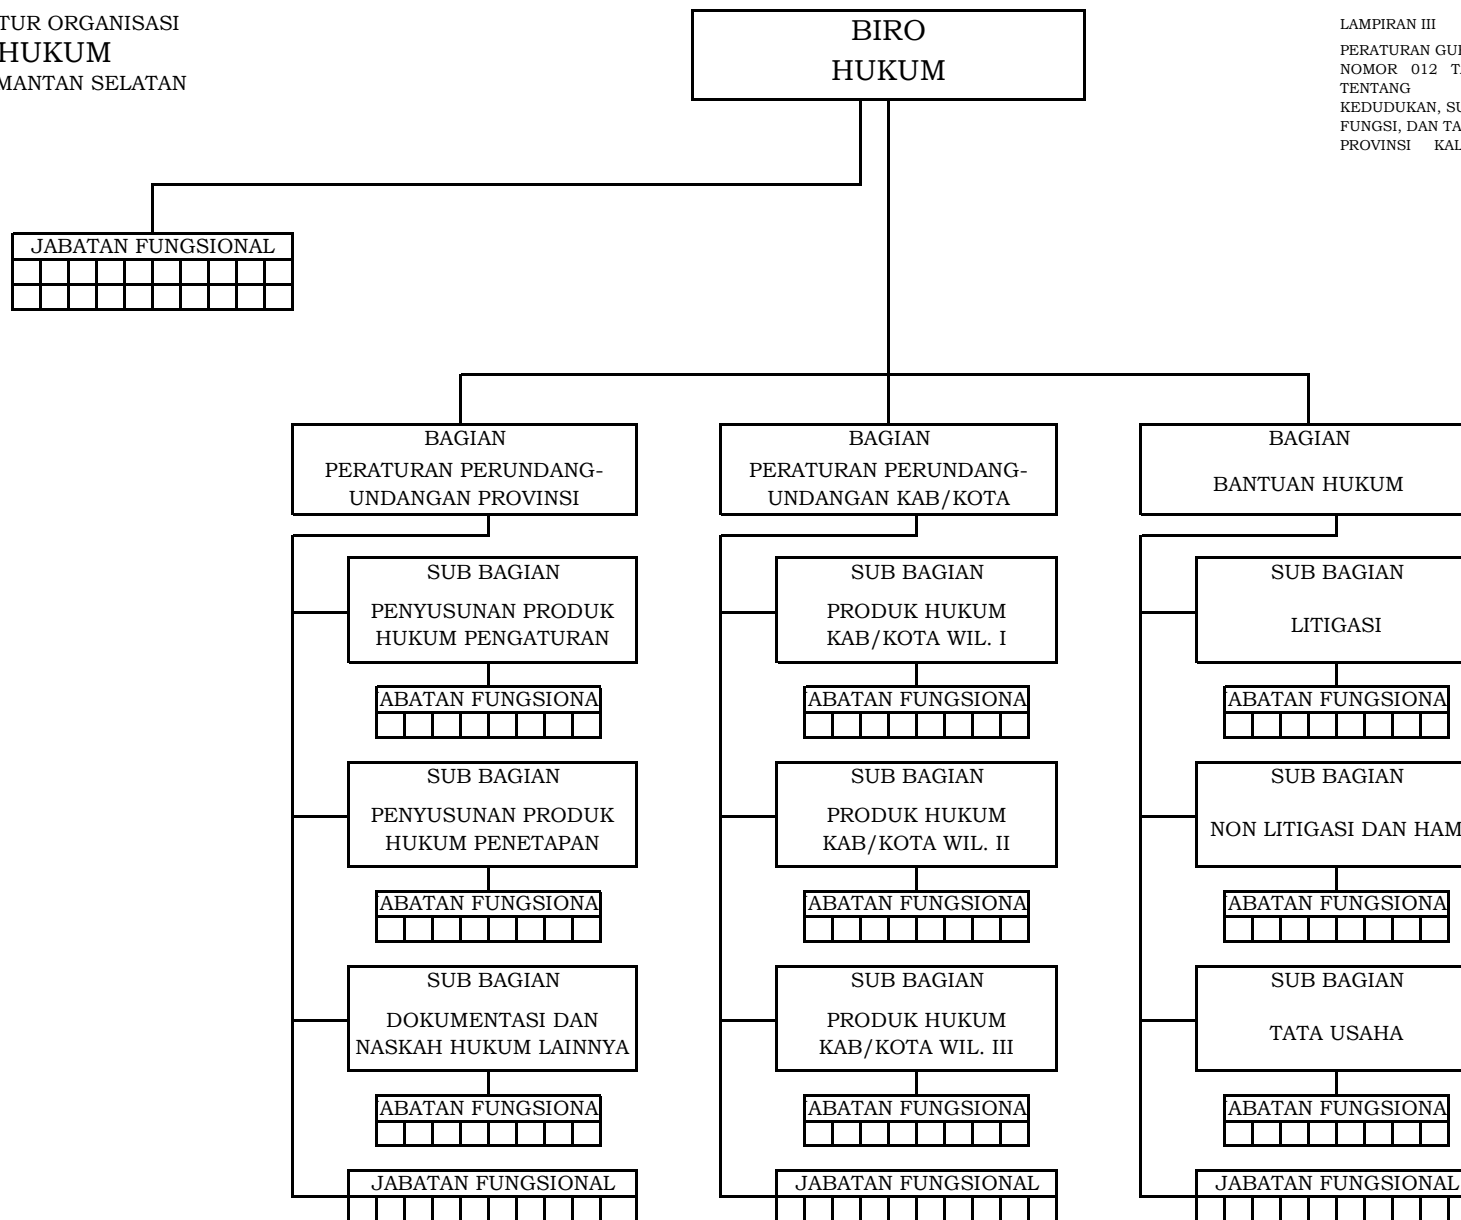 TUR ORGANISASI
HUKUM
MANTAN SELATAN
BIRO
HUKUM
LAMPIRAN III
PERATURAN GU
NOMOR 012 T
TENTANG
KEDUDUKAN, SU
FUNGSI, DAN TA
PROVINSI KAL
JABATAN FUNGSIONAL
BAGIAN
PERATURAN PERUNDANG-
UNDANGAN PROVINSI
BAGIAN
PERATURAN PERUNDANG-
UNDANGAN KAB/KOTA
BAGIAN
BANTUAN HUKUM
SUB BAGIAN
PENYUSUNAN PRODUK
HUKUM PENGATURAN
SUB BAGIAN
PRODUK HUKUM
KAB/KOTA WIL. I
SUB BAGIAN
LITIGASI
ABATAN FUNGSIONA
ABATAN FUNGSIONA
ABATAN FUNGSIONA
SUB BAGIAN
PENYUSUNAN PRODUK
HUKUM PENETAPAN
SUB BAGIAN
PRODUK HUKUM
KAB/KOTA WIL. II
SUB BAGIAN
NON LITIGASI DAN HAM
ABATAN FUNGSIONA
ABATAN FUNGSIONA
ABATAN FUNGSIONA
SUB BAGIAN
DOKUMENTASI DAN
NASKAH HUKUM LAINNYA
SUB BAGIAN
PRODUK HUKUM
KAB/KOTA WIL. III
SUB BAGIAN
TATA USAHA
ABATAN FUNGSIONA
ABATAN FUNGSIONA
ABATAN FUNGSIONA
JABATAN FUNGSIONAL
JABATAN FUNGSIONAL
JABATAN FUNGSIONAL